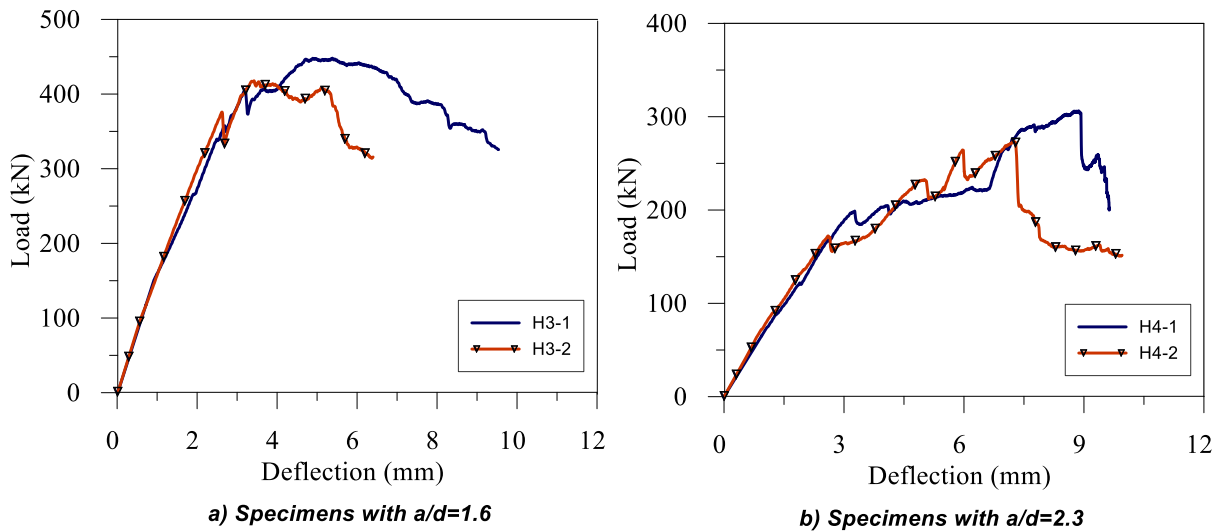 500
400
300
200
100
0
Load (kN)
H3-1
H3-2
0 2 4 6 8 10 12
Deflection (mm)
a) Specimens with a/d=1.6
400
300
200
100
0
Load (kN)
H4-1
H4-2
0 3 6 9 12
Deflection (mm)
b) Specimens with a/d=2.3